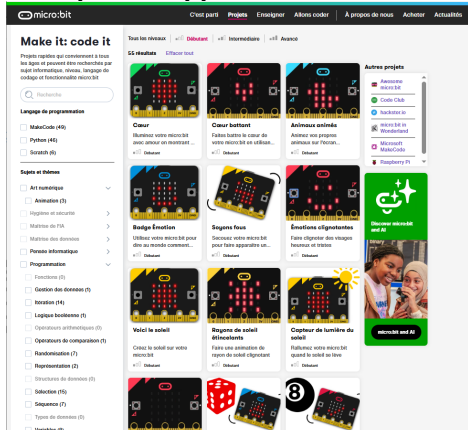 micro:bit
C'est parti Projets Enseigner Allons coder À propos de nous Acheter Actualités
Make it: code it
Projets rapides qui conviennent à tous
les âges et peuvent être recherchés par
sujet informatique, niveau, langage de
codage et fonctionnalité micro:bit
Recherche
Langage de programmation
MakeCode (49)
Python (46)
Scratch (6)
Sujets et thèmes
Art numérique
Animation (3)
Hygiène et sécurité
Maîtrise de l'IA
Maîtrise des données
Pensée informatique
Programmation
Fonctions (0)
Gestion des données (1)
Itération (14)
Logique booléenne (1)
Opérateurs arithmétiques (0)
Opérateurs de comparaison (1)
Randomisation (7)
Représentation (2)
Structures de données (0)
Sélection (15)
Séquence (7)
Types de données (0)
Tous les niveaux Débutant Intermédiaire Avancé
55 résultats Effacer tout
Cœur
Illuminez votre micro:bit
avec amour en montrant ...
Débutant
Cœur battant
Faites battre le cœur de
votre micro:bit en utilisan...
Débutant
Animaux animés
Animez vos propres
animaux sur l'écran...
Débutant
Badge Émotion
Utilisez votre micro:bit pour
dire au monde comment...
Débutant
Soyons fous
Secouez votre micro:bit
pour faire apparaître un...
Débutant
Émotions clignotantes
Faire clignoter des visages
heureux et tristes
Débutant
Voici le soleil
Créez le soleil sur votre
micro:bit
Débutant
Rayons de soleil
étincelants
Faire une animation de
rayon de soleil clignotant
Débutant
Capteur de lumière du
soleil
Rallumez votre micro:bit
quand le soleil se lève
Débutant
8
Autres projets
Awesome
micro:bit
Code Club
hackster.io
micro:bit in
Wonderland
Microsoft
MakeCode
Raspberry Pi
Discover micro:bit
and AI
micro:bit and AI